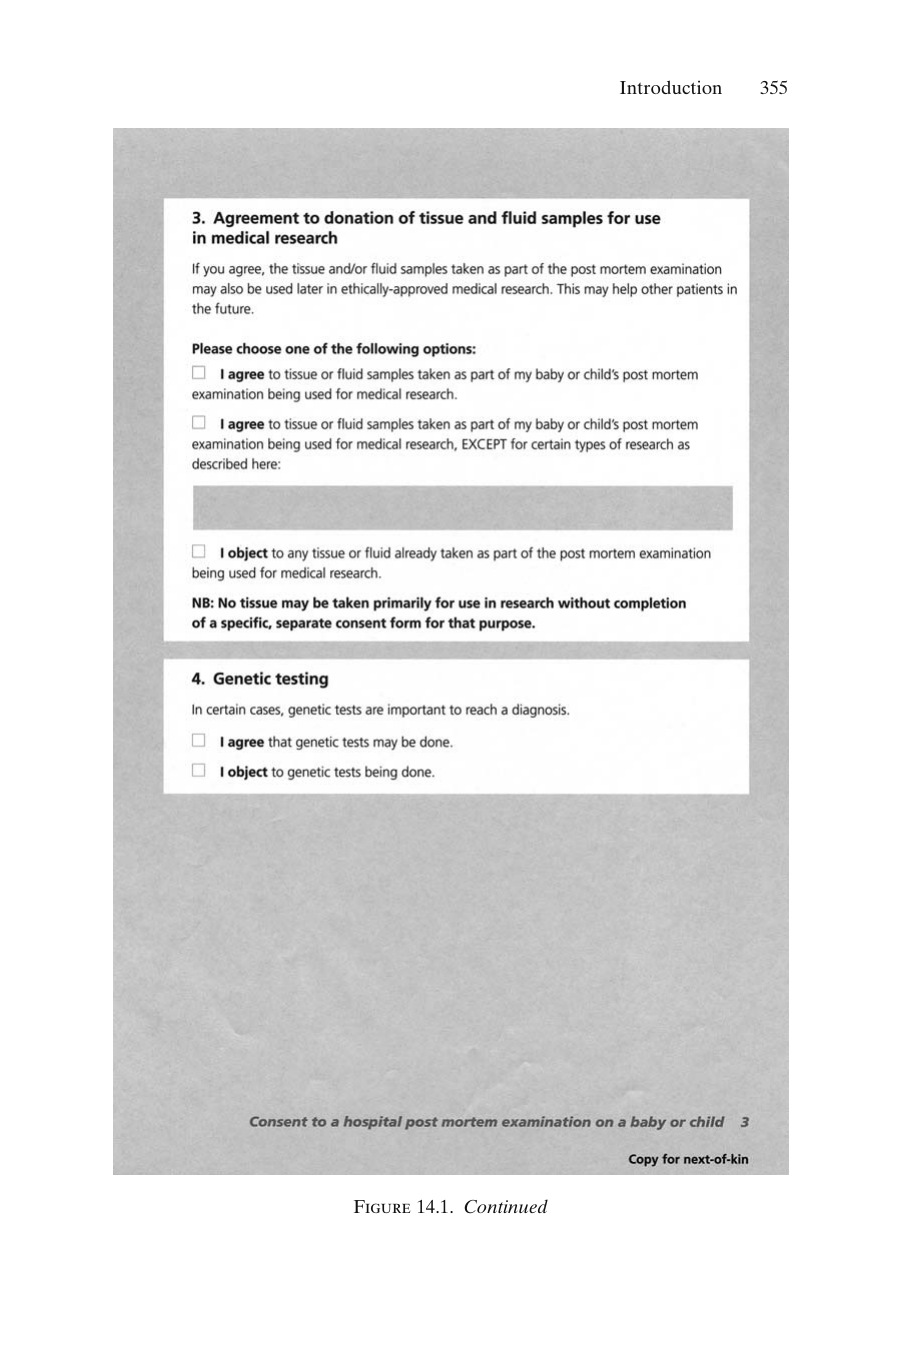 Introduction 355
3. Agreement to donation of tissue and fluid samples for use
in medical research
If you agree, the tissue and/or fluid samples taken as part of the post mortem examination
may also be used later in ethically-approved medical research. This may help other patients in
the future.
Please choose one of the following options:
I agree to tissue or fluid samples taken as part of my baby or child's post mortem
examination being used for medical research.
I agree to tissue or fluid samples taken as part of my baby or child's post mortem
examination being used for medical research, EXCEPT for certain types of research as
described here:
I object to any tissue or fluid already taken as part of the post mortem examination
being used for medical research.
NB: No tissue may be taken primarily for use in research without completion
of a specific, separate consent form for that purpose.
4. Genetic testing
In certain cases, genetic tests are important to reach a diagnosis.
I agree that genetic tests may be done.
I object to genetic tests being done.
Consent to a hospital post mortem examination on a baby or child 3
Copy for next-of-kin
FIGURE 14.1. Continued